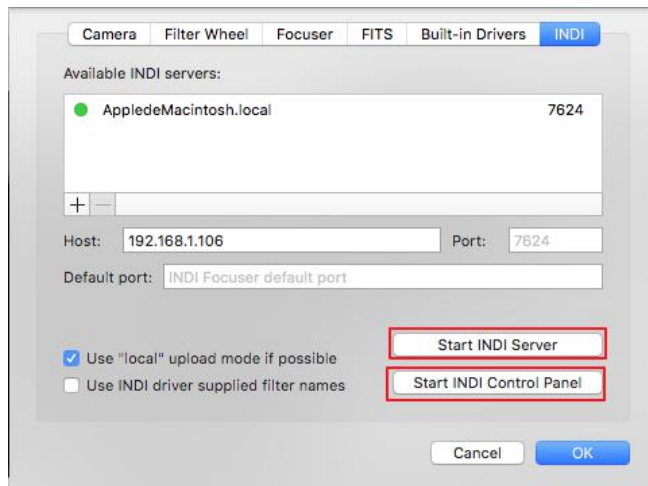 Camera Filter Wheel Focuser FITS Built-in Drivers INDI
Available INDI servers:
AppledeMacintosh.local 7624
+ −
Host: 192.168.1.106 Port: 7624
Default port: INDI Focuser default port
Start INDI Server
Use "local" upload mode if possible
Start INDI Control Panel
Use INDI driver supplied filter names
Cancel OK